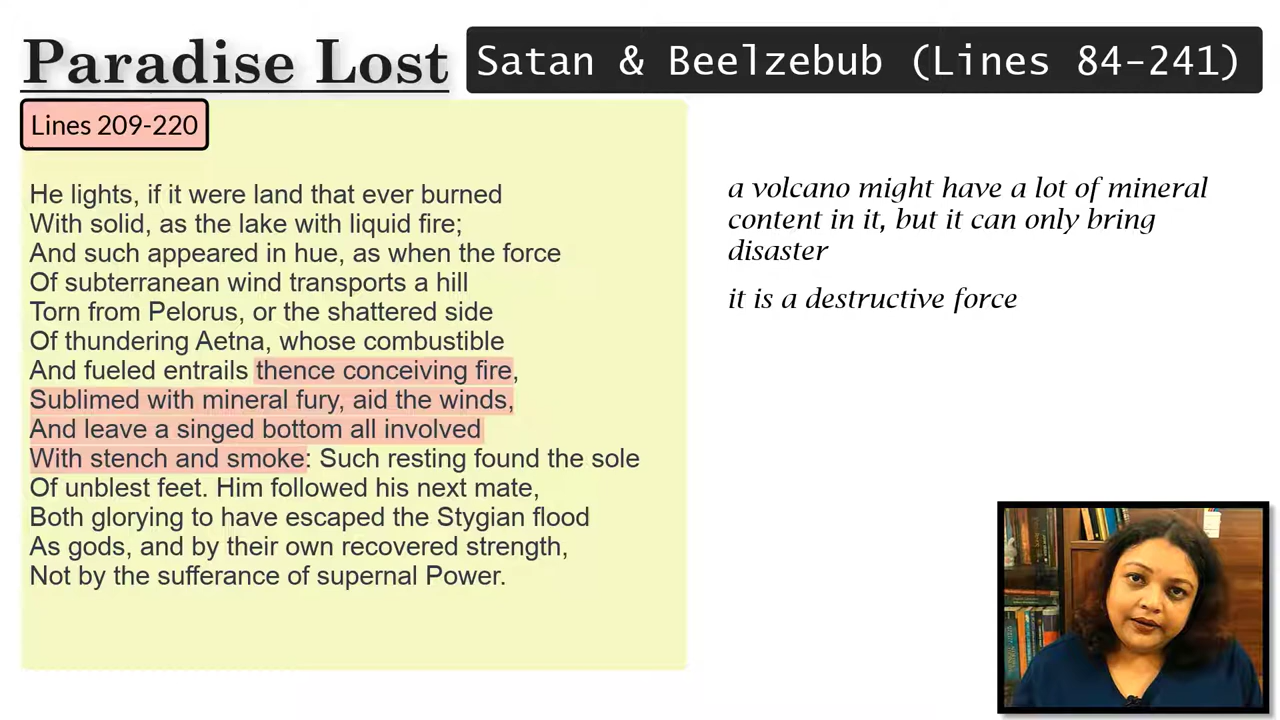 Paradise Lost
Satan & Beelzebub (Lines 84-241)
Lines 209-220
He lights, if it were land that ever burned
With solid, as the lake with liquid fire;
And such appeared in hue, as when the force
Of subterranean wind transports a hill
Torn from Pelorus, or the shattered side
Of thundering Aetna, whose combustible
And fueled entrails thence conceiving fire,
Sublimed with mineral fury, aid the winds,
And leave a singed bottom all involved
With stench and smoke: Such resting found the sole
Of unblest feet. Him followed his next mate,
Both glorying to have escaped the Stygian flood
As gods, and by their own recovered strength,
Not by the sufferance of supernal Power.
a volcano might have a lot of mineral
content in it, but it can only bring
disaster
it is a destructive force